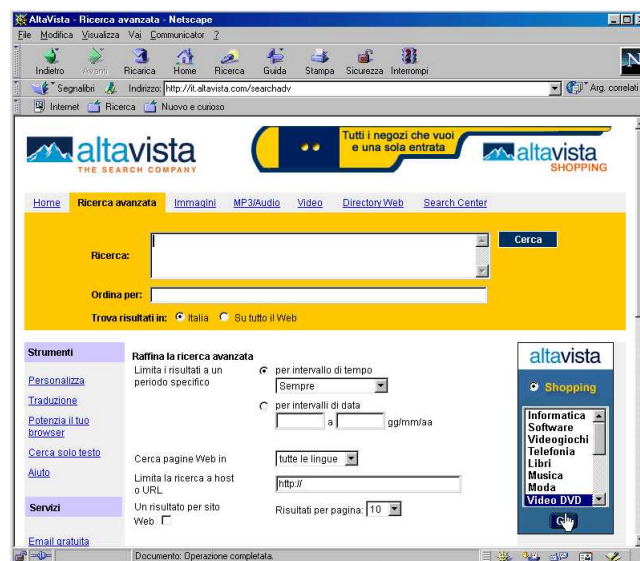 AltaVista - Ricerca avanzata - Netscape
File Modifica Visualizza Vai Communicator ?
Indietro Avanti Ricarica Home Ricerca Guida Stampa Sicurezza Interrompi
N
Segnalibri Indirizzo: http://it.altavista.com/searchadv Arg. correlati
Internet Ricerca Nuovo e curioso
altavista
THE SEARCH COMPANY
Tutti i negozi che vuoi
e una sola entrata
altavista
SHOPPING
Home Ricerca avanzata Immagini MP3/Audio Video Directory Web Search Center
Ricerca:
Cerca
Ordina per:
Trova risultati in: Italia Su tutto il Web
Strumenti
Personalizza
Traduzione
Potenzia il tuo
browser
Cerca solo testo
Aiuto
Servizi
Email gratuita
Raffina la ricerca avanzata
Limita i risultati a un
periodo specifico
per intervallo di tempo
Sempre
per intervalli di data
a gg/mm/aa
Cerca pagine Web in tutte le lingue
Limita la ricerca a host
o URL
http://
Un risultato per sito
Web
Risultati per pagina: 10
altavista
Shopping
Informatica
Software
Videogiochi
Telefonia
Libri
Musica
Moda
Video DVD
Documento: Operazione completata.